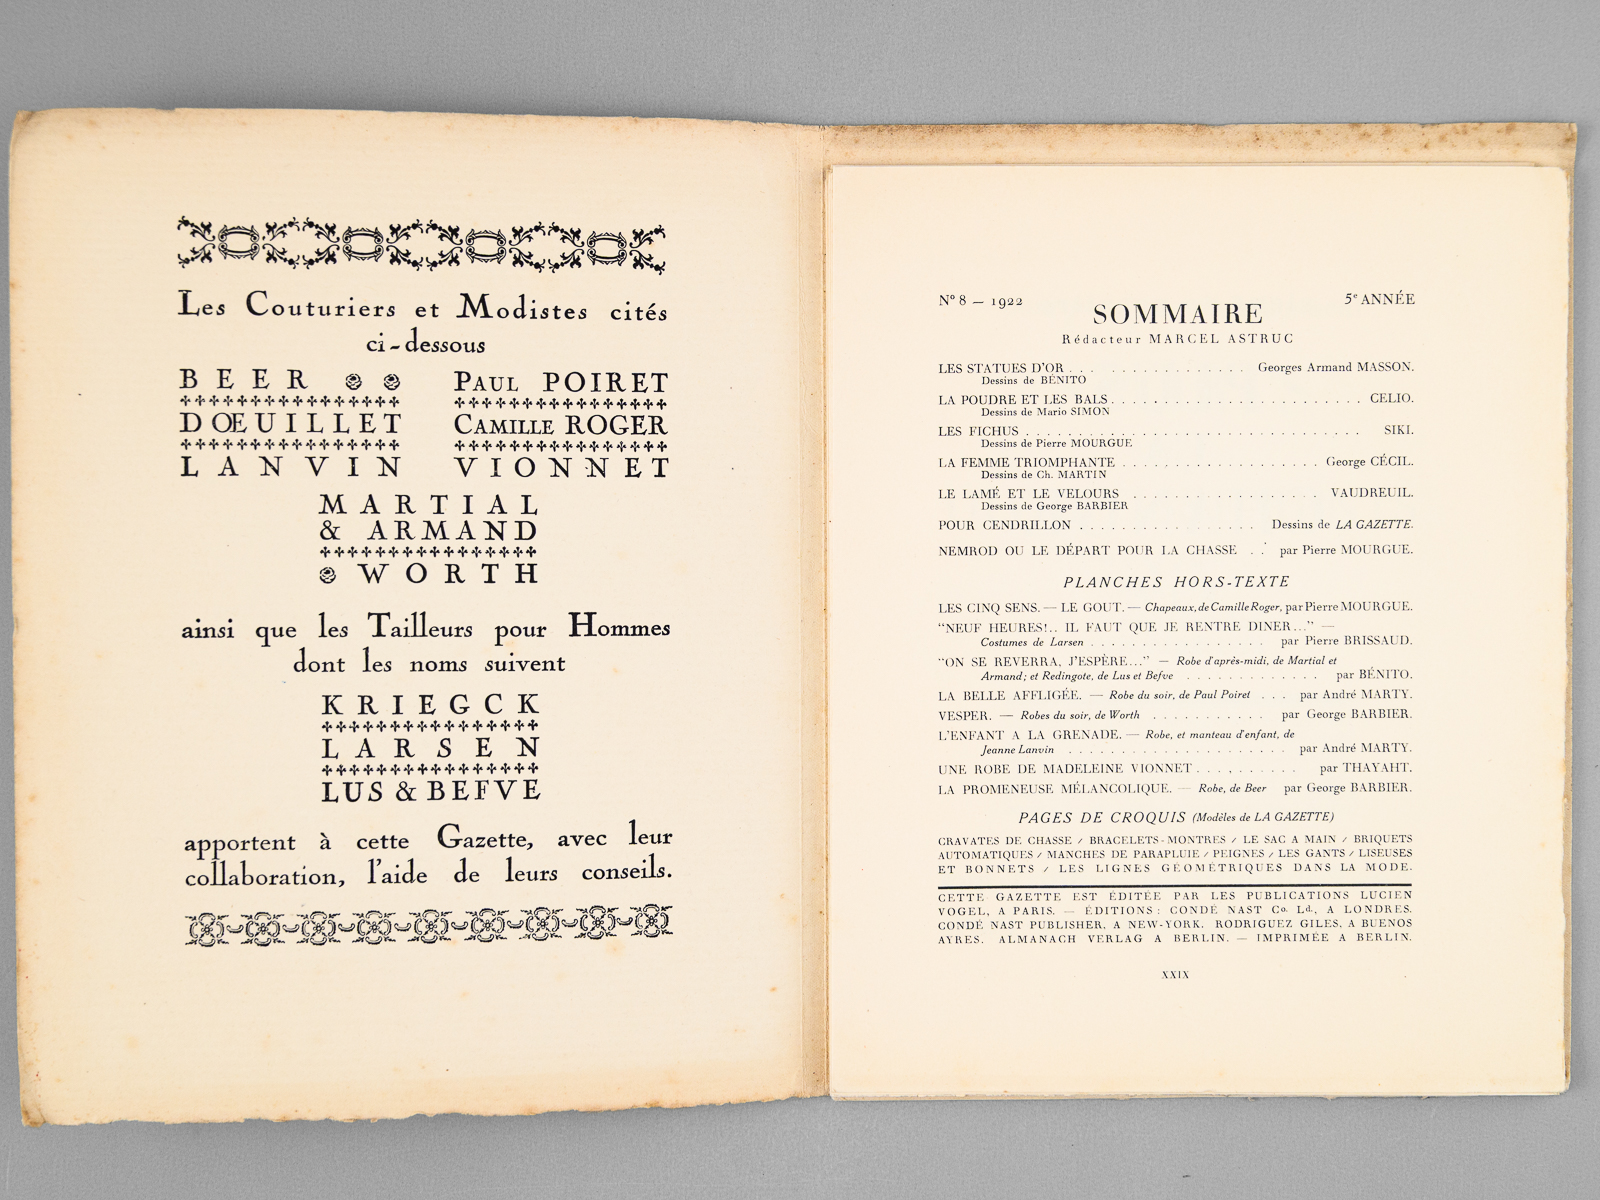 Les Couturiers et Modistes cités
ci-dessous
BEER
DŒUILLET
LANVIN
PAUL POIRET
CAMILLE ROGER
VIONNET
MARTIAL
& ARMAND
WORTH
ainsi que les Tailleurs pour Hommes
dont les noms suivent
KRIEGCK
LARSEN
LUS & BEFVE
apportent à cette Gazette, avec leur
collaboration, l'aide de leurs conseils.
Nº 8 — 1922
5e ANNÉE
SOMMAIRE
Rédacteur MARCEL ASTRUC
LES STATUES D'OR . . . . . . . . . . . . . . . . Georges Armand MASSON.
Dessins de BÉNITO
LA POUDRE ET LES BALS . . . . . . . . . . . . . . . . . . . . . . . CELIO.
Dessins de Mario SIMON
LES FICHUS . . . . . . . . . . . . . . . . . . . . . . . . . . . . . . . SIKI.
Dessins de Pierre MOURGUE
LA FEMME TRIOMPHANTE . . . . . . . . . . . . . . . . . . George CÉCIL.
Dessins de Ch. MARTIN
LE LAMÉ ET LE VELOURS . . . . . . . . . . . . . . . . . VAUDREUIL.
Dessins de George BARBIER
POUR CENDRILLON . . . . . . . . . . . . . . . . Dessins de LA GAZETTE.
NEMROD OU LE DÉPART POUR LA CHASSE . . par Pierre MOURGUE.
PLANCHES HORS-TEXTE
LES CINQ SENS. — LE GOUT. — Chapeaux, de Camille Roger, par Pierre MOURGUE.
"NEUF HEURES!.. IL FAUT QUE JE RENTRE DINER..." —
Costumes de Larsen . . . . . . . . . . . . . . . . par Pierre BRISSAUD.
"ON SE REVERRA, J'ESPÈRE..." — Robe d'après-midi, de Martial et
Armand; et Redingote, de Lus et Befve . . . . . . . . . . . . . par BÉNITO.
LA BELLE AFFLIGÉE. — Robe du soir, de Paul Poiret . . . par André MARTY.
VESPER. — Robes du soir, de Worth . . . . . . . . . . . par George BARBIER.
L'ENFANT A LA GRENADE. — Robe, et manteau d'enfant, de
Jeanne Lanvin . . . . . . . . . . . . . . . . . . . . . par André MARTY.
UNE ROBE DE MADELEINE VIONNET . . . . . . . . . . par THAYAHT.
LA PROMENEUSE MÉLANCOLIQUE. — Robe, de Beer par George BARBIER.
PAGES DE CROQUIS (Modèles de LA GAZETTE)
CRAVATES DE CHASSE / BRACELETS-MONTRES / LE SAC A MAIN / BRIQUETS
AUTOMATIQUES / MANCHES DE PARAPLUIE / PEIGNES / LES GANTS / LISEUSES
ET BONNETS / LES LIGNES GÉOMÉTRIQUES DANS LA MODE.
CETTE GAZETTE EST ÉDITÉE PAR LES PUBLICATIONS LUCIEN
VOGEL, A PARIS. — ÉDITIONS : CONDÉ NAST Co. Ld., A LONDRES.
CONDÉ NAST PUBLISHER, A NEW-YORK. RODRIGUEZ GILES, A BUENOS
AYRES. ALMANACH VERLAG A BERLIN. — IMPRIMÉE A BERLIN.
XXIX